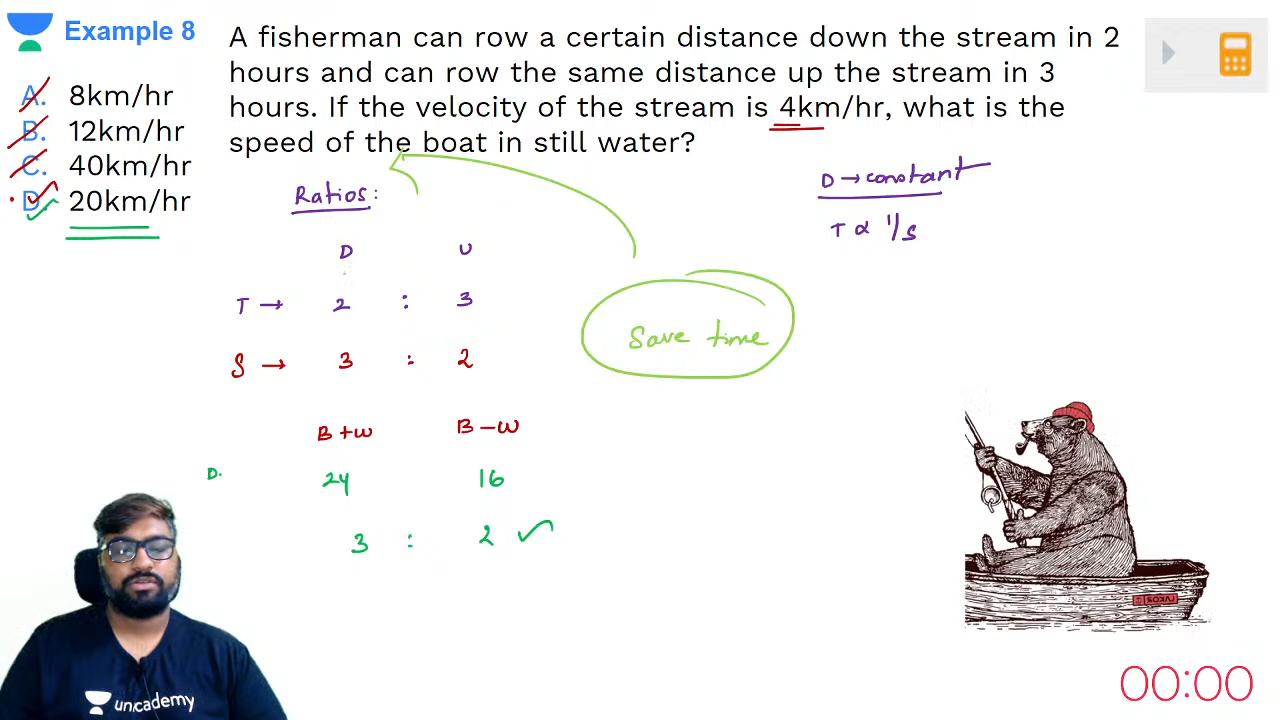 Example 8
A fisherman can row a certain distance down the stream in 2
hours and can row the same distance up the stream in 3
hours. If the velocity of the stream is 4km/hr, what is the
speed of the boat in still water?
A. 8km/hr
B. 12km/hr
C. 40km/hr
D. 20km/hr
Ratios:
D U
T → 2 : 3
S → 3 : 2
B+W B-W
D. 24 16
3 : 2
D → constant
T ∝ 1/S
Save time
unacademy
00:00